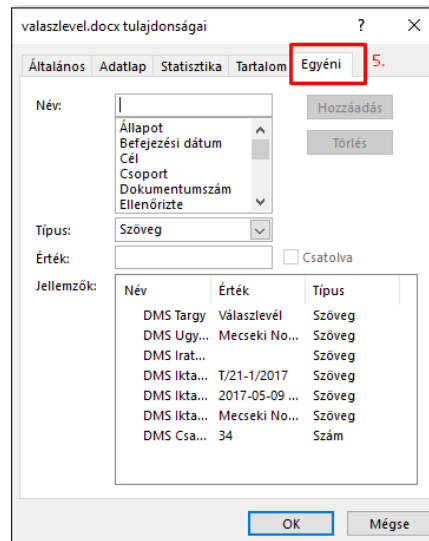 valaszlevel.docx tulajdonságai ?
Általános Adatlap Statisztika Tartalom Egyéni 5.
Név: Hozzáadás
Állapot
Befejezési dátum Törlés
Cél
Csoport
Dokumentumszám
Ellenőrizte
Típus: Szöveg
Érték: Csatolva
Jellemzők: Név Érték Típus
DMS Targy Válaszlevél Szöveg
DMS Ugy... Mecseki No... Szöveg
DMS Irat... Szöveg
DMS Ikta... T/21-1/2017 Szöveg
DMS Ikta... 2017-05-09 ... Szöveg
DMS Ikta... Mecseki No... Szöveg
DMS Csa... 34 Szám
OK Mégse